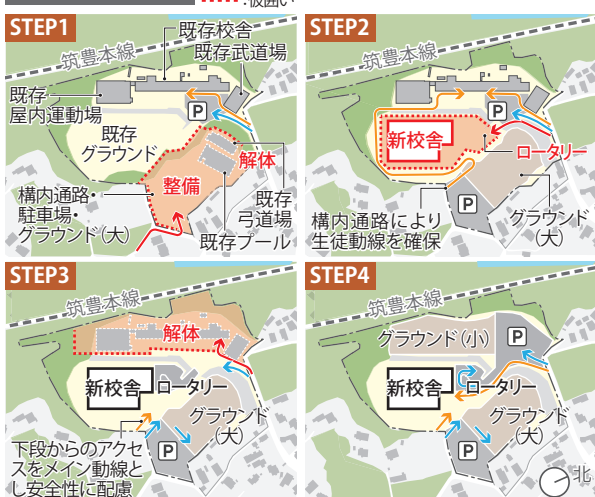 :仮囲い
STEP1
既存校舎
既存武道場
筑豊本線
既存
屋内運動場
P
既存
グラウンド
解体
整備
構内通路・
駐車場・
グラウンド(大)
既存
弓道場
既存プール
STEP2
筑豊本線
P
新校舎
ロータリー
P
構内通路により
生徒動線を確保
グラウンド
(大)
STEP3
筑豊本線
解体
新校舎
ロータリー
グラウンド
(大)
P
下段からのアクセ
スをメイン動線と
し安全性に配慮
STEP4
筑豊本線
グラウンド(小)
P
新校舎
ロータリー
グラウンド
(大)
P
北